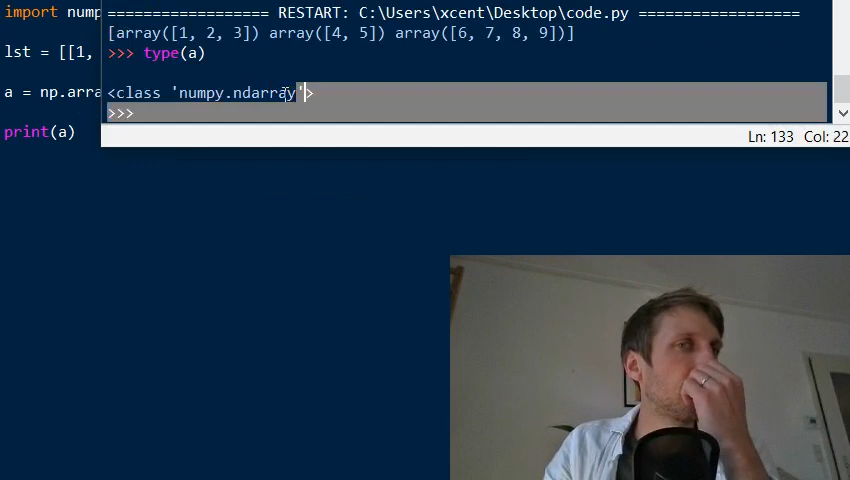 import nump
lst = [[1,
a = np.arra
print(a)
================== RESTART: C:\Users\xcent\Desktop\code.py ==================
[array([1, 2, 3]) array([4, 5]) array([6, 7, 8, 9])]
>>> type(a)
<class 'numpy.ndarray'>
>>>
Ln: 133 Col: 22